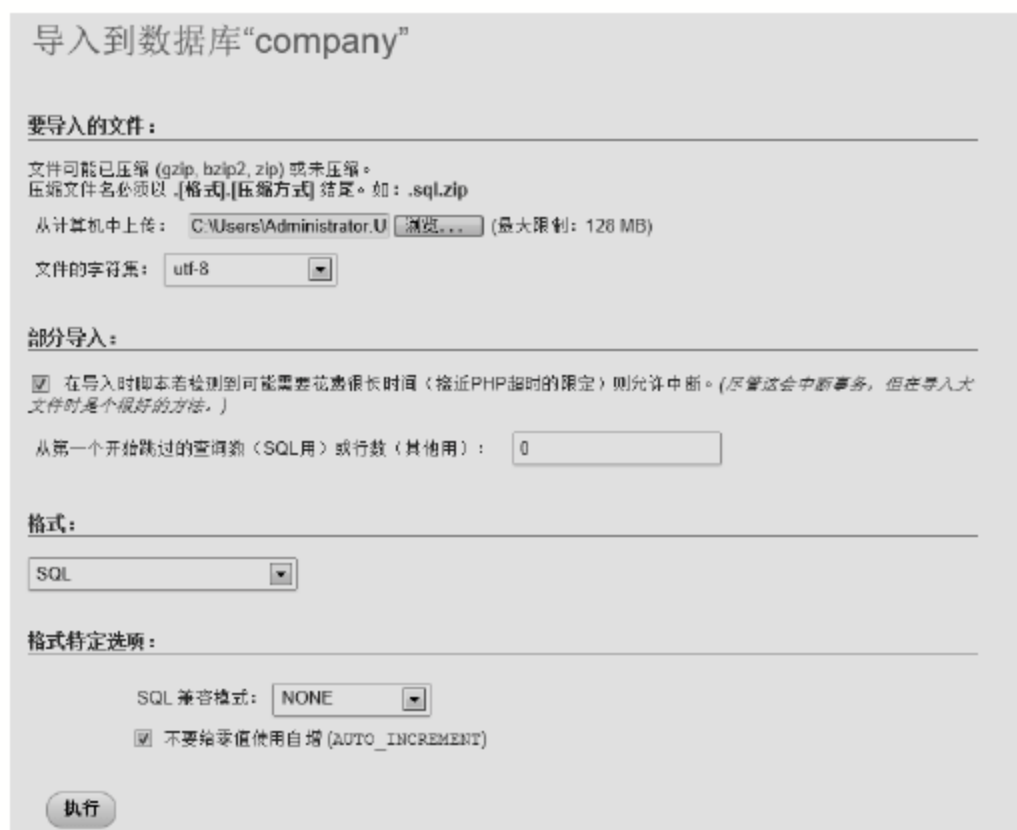 导入到数据库“company”
要导入的文件：
文件可能已压缩 (gzip, bzip2, zip) 或未压缩。
压缩文件名必须以 .[格式].[压缩方式] 结尾。如：.sql.zip
从计算机中上传： C:\Users\Administrator.U 浏览... (最大限制：128 MB)
文件的字符集： utf-8
部分导入：
在导入时脚本若检测到可能需要花费很长时间（接近PHP超时的限定）则允许中断。(尽管这会中断事务，但在导入大
文件时是个很好的方法。)
从第一个开始跳过的查询数（SQL用）或行数（其他用）： 0
格式：
SQL
格式特定选项：
SQL 兼容模式： NONE
不要给零值使用自增 (AUTO_INCREMENT)
执行